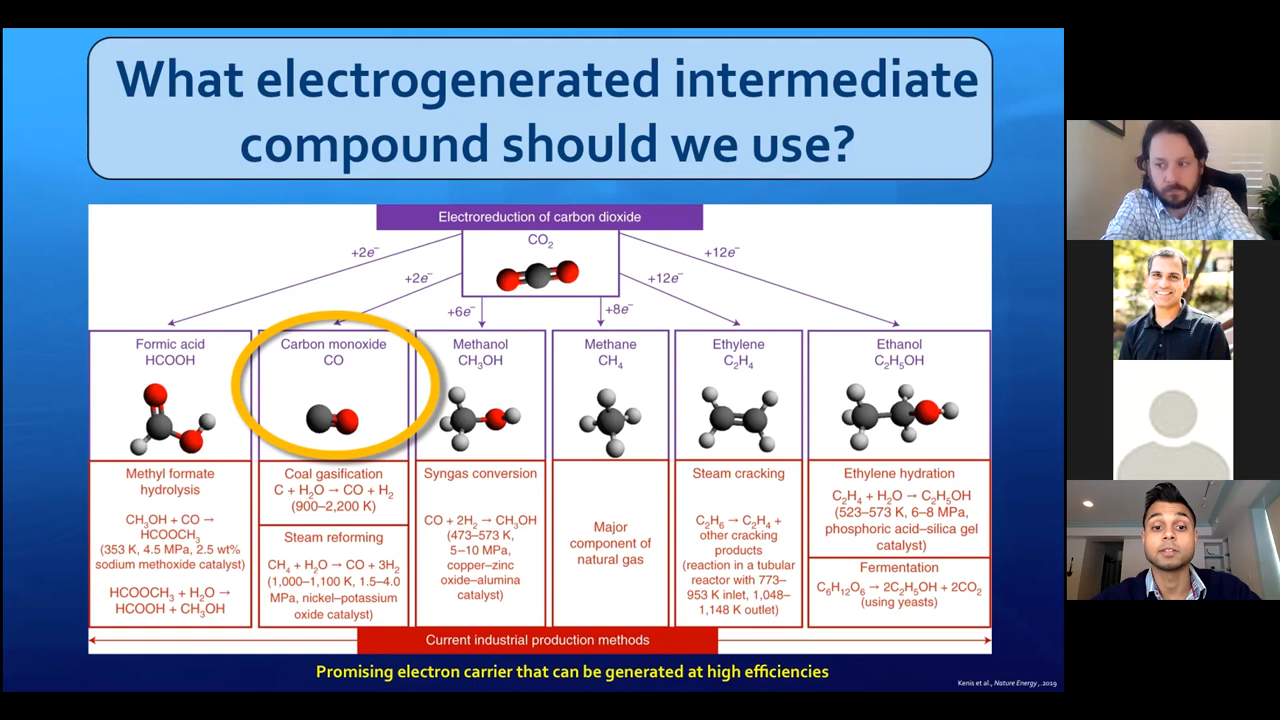 What electrogenerated intermediate
compound should we use?
Electroreduction of carbon dioxide
CO₂
+2e⁻
+2e⁻
+6e⁻
+8e⁻
+12e⁻
+12e⁻
Formic acid
HCOOH
Carbon monoxide
CO
Methanol
CH₃OH
Methane
CH₄
Ethylene
C₂H₄
Ethanol
C₂H₅OH
Methyl formate
hydrolysis
CH₃OH + CO →
HCOOCH₃
(353 K, 4.5 MPa, 2.5 wt%
sodium methoxide catalyst)
HCOOCH₃ + H₂O →
HCOOH + CH₃OH
Coal gasification
C + H₂O → CO + H₂
(900–2,200 K)
Steam reforming
CH₄ + H₂O → CO + 3H₂
(1,000–1,100 K, 1.5–4.0
MPa, nickel–potassium
oxide catalyst)
Syngas conversion
CO + 2H₂ → CH₃OH
(473–573 K,
5–10 MPa,
copper–zinc
oxide–alumina
catalyst)
Major
component of
natural gas
Steam cracking
C₂H₆ → C₂H₄ +
other cracking
products
(reaction in a tubular
reactor with 773–
953 K inlet, 1,048–
1,148 K outlet)
Ethylene hydration
C₂H₄ + H₂O → C₂H₅OH
(523–573 K, 6–8 MPa,
phosphoric acid–silica gel
catalyst)
Fermentation
C₆H₁₂O₆ → 2C₂H₅OH + 2CO₂
(using yeasts)
Current industrial production methods
Promising electron carrier that can be generated at high efficiencies
Kenis et al., Nature Energy, 2019